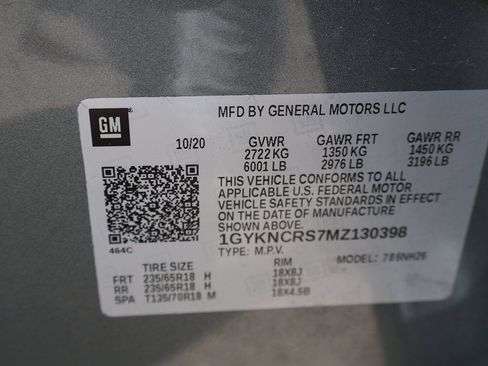 MFD BY GENERAL MOTORS LLC
GM
10/20 GVWR GAWR FRT GAWR RR
2722 KG 1350 KG 1450 KG
6001 LB 2976 LB 3196 LB
THIS VEHICLE CONFORMS TO ALL
APPLICABLE U.S. FEDERAL MOTOR
VEHICLE SAFETY STANDARDS IN EFFECT
ON THE DATE OF MANUFACTURE
SHOWN ABOVE.
1GYKNCRS7MZ130398
464C
TYPE: M.P.V. MODEL: 786NH26
TIRE SIZE RIM
FRT 235/65R18 H 18X8J
RR 235/65R18 H 18X8J
SPA T135/70R18 M 18X4.5B